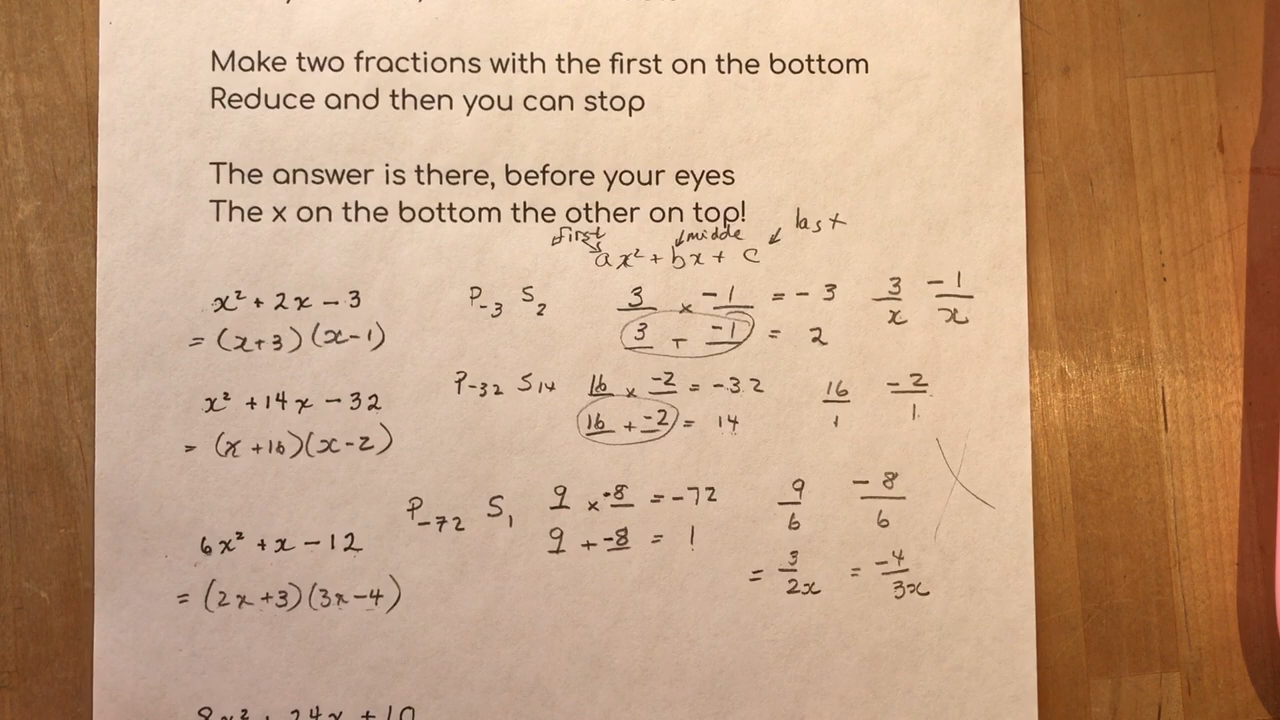 Make two fractions with the first on the bottom
Reduce and then you can stop
The answer is there, before your eyes
The x on the bottom the other on top!
first midde last
ax² + bx + c
x² + 2x - 3 P₋₃ S₂ 3 x -1 = -3 3/x -1/x
= (x+3)(x-1) 3 + -1 = 2
x² + 14x - 32 P₋₃₂ S₁₄ 16 x -2 = -32 16/1 -2/1
= (x+16)(x-2) 16 + -2 = 14
6x² + x - 12 P₋₇₂ S₁ 9 x -8 = -72 9/6 -8/6
9 + -8 = 1
= (2x+3)(3x-4) = 3/2x = -4/3x